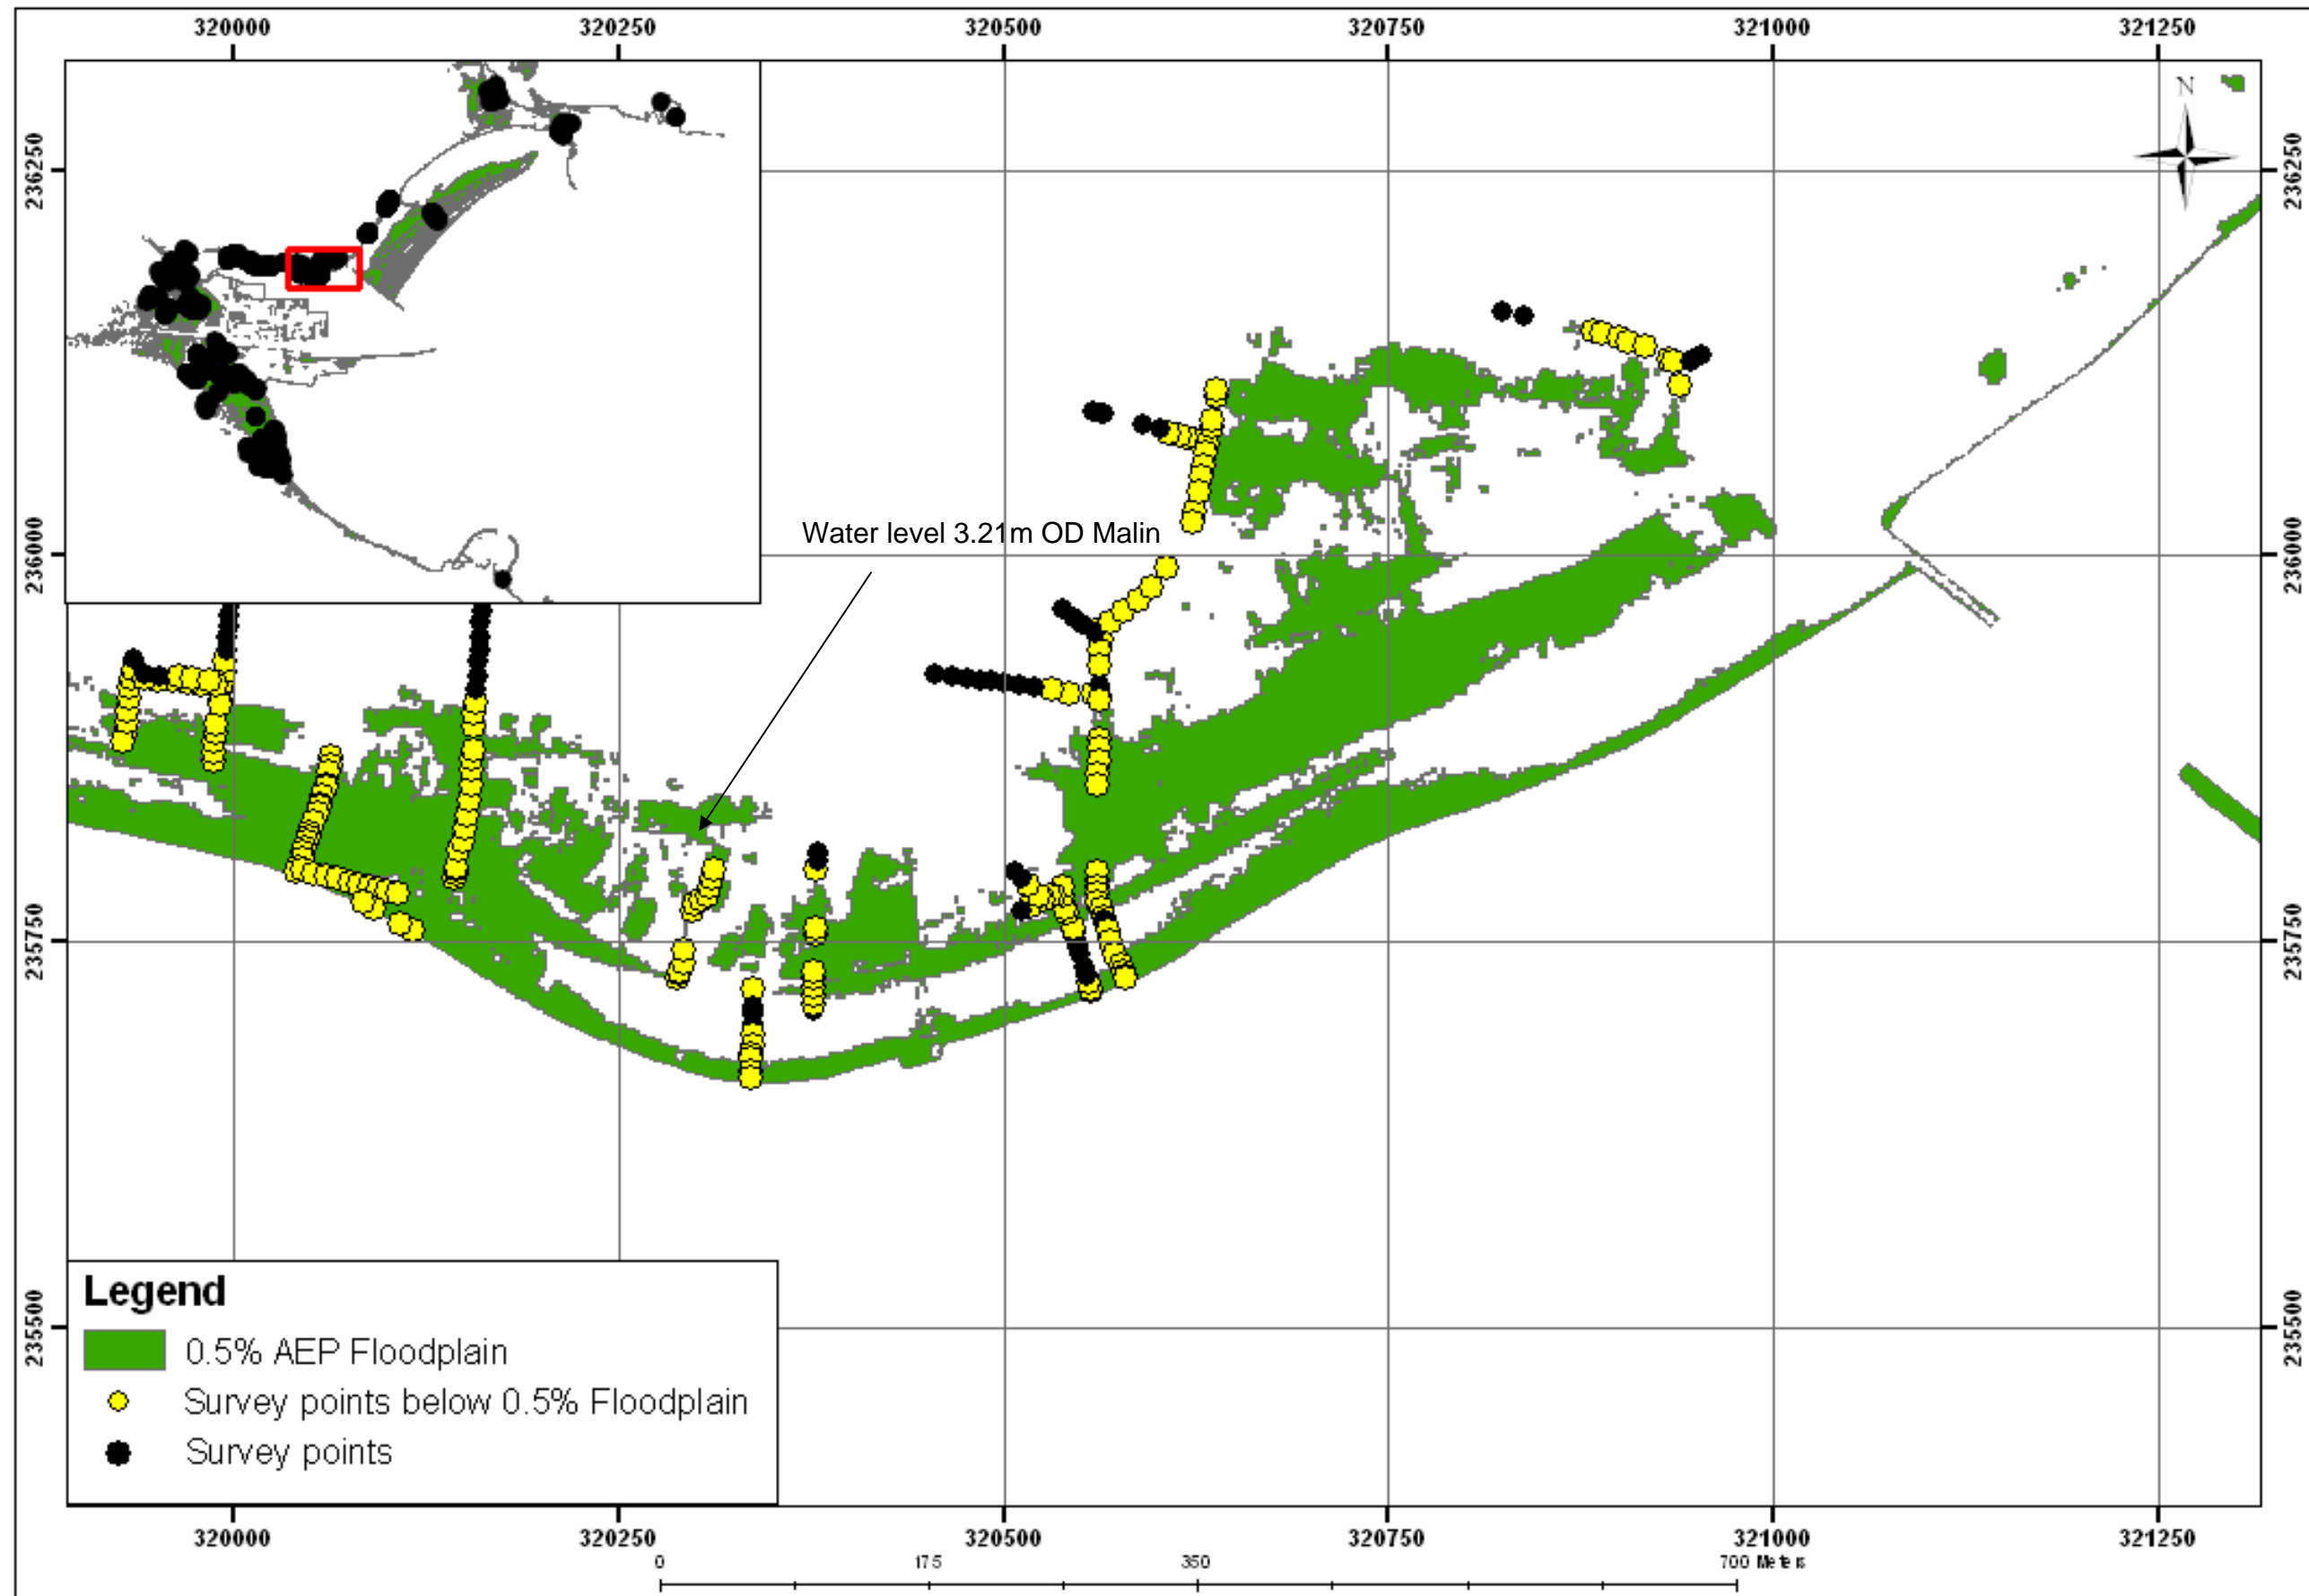 320000 320250 320500 320750 321000 321250
N
236250 236250
Water level 3.21m OD Malin
236000 236000
235750 235750
Legend
0.5% AEP Floodplain
Survey points below 0.5% Floodplain
Survey points
235500 235500
320000 320250 320500 320750 321000 321250
0 175 350 700 Meters